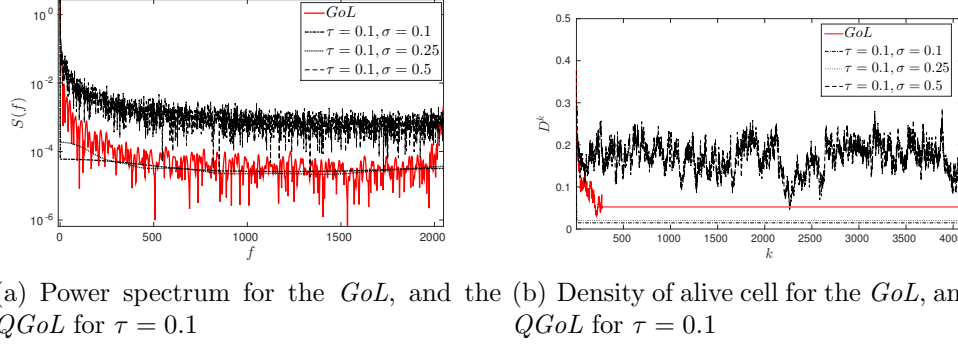 10^0
10^-2
10^-4
10^-6
S(f)
0 500 1000 1500 2000
f
GoL
τ = 0.1, σ = 0.1
τ = 0.1, σ = 0.25
τ = 0.1, σ = 0.5
0.5
0.4
0.3
0.2
0.1
0
D^k
500 1000 1500 2000 2500 3000 3500 4000
k
GoL
τ = 0.1, σ = 0.1
τ = 0.1, σ = 0.25
τ = 0.1, σ = 0.5
(a) Power spectrum for the GoL, and the
QGoL for τ = 0.1
(b) Density of alive cell for the GoL, an
QGoL for τ = 0.1